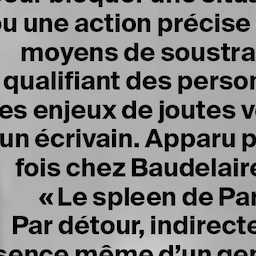 ou une action précise
moyens de soustra
qualifiant des person
es enjeux de joutes v
un écrivain. Apparu p
fois chez Baudelaire
« Le spleen de Par
Par détour, indirecte
sence même d'un gen